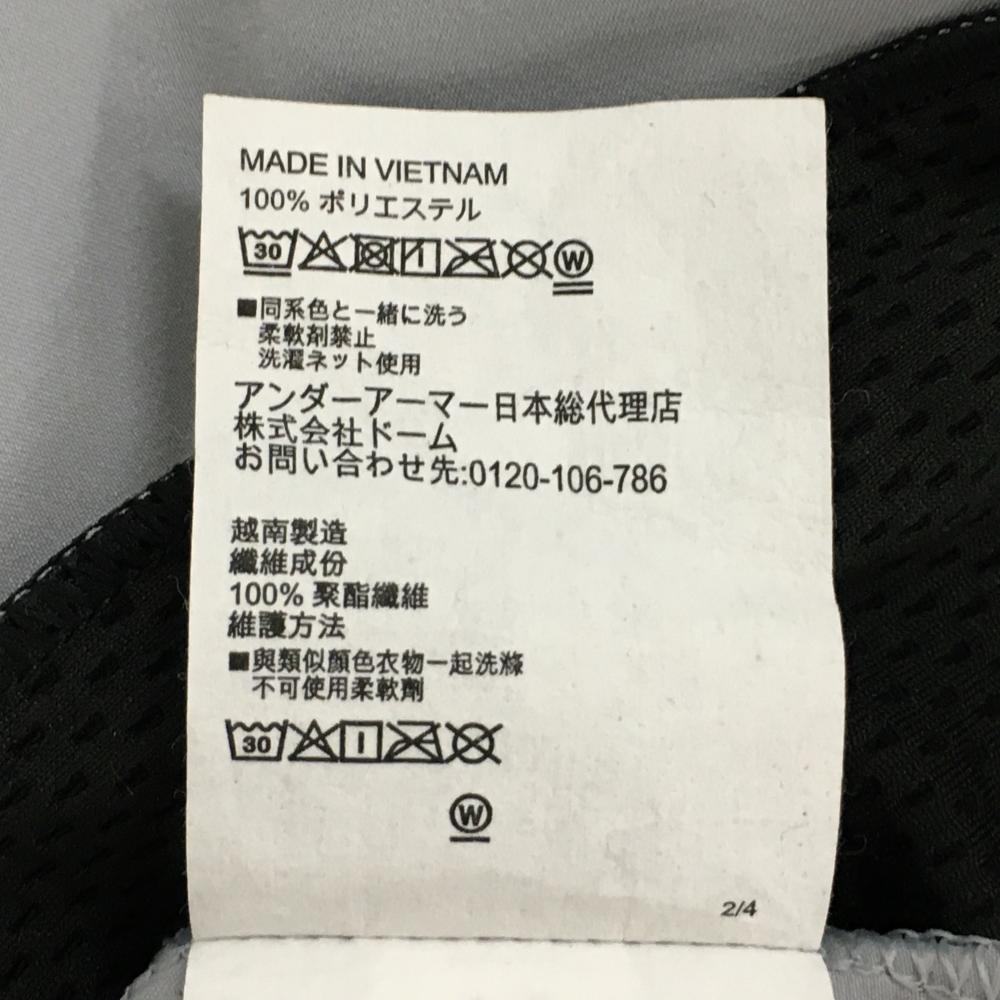 MADE IN VIETNAM
100% ポリエステル
30 W
■同系色と一緒に洗う
柔軟剤禁止
洗濯ネット使用
アンダーアーマー日本総代理店
株式会社ドーム
お問い合わせ先:0120-106-786
越南製造
纖維成份
100% 聚酯纖維
維護方法
■與類似顏色衣物一起洗滌
不可使用柔軟劑
30
W
2/4